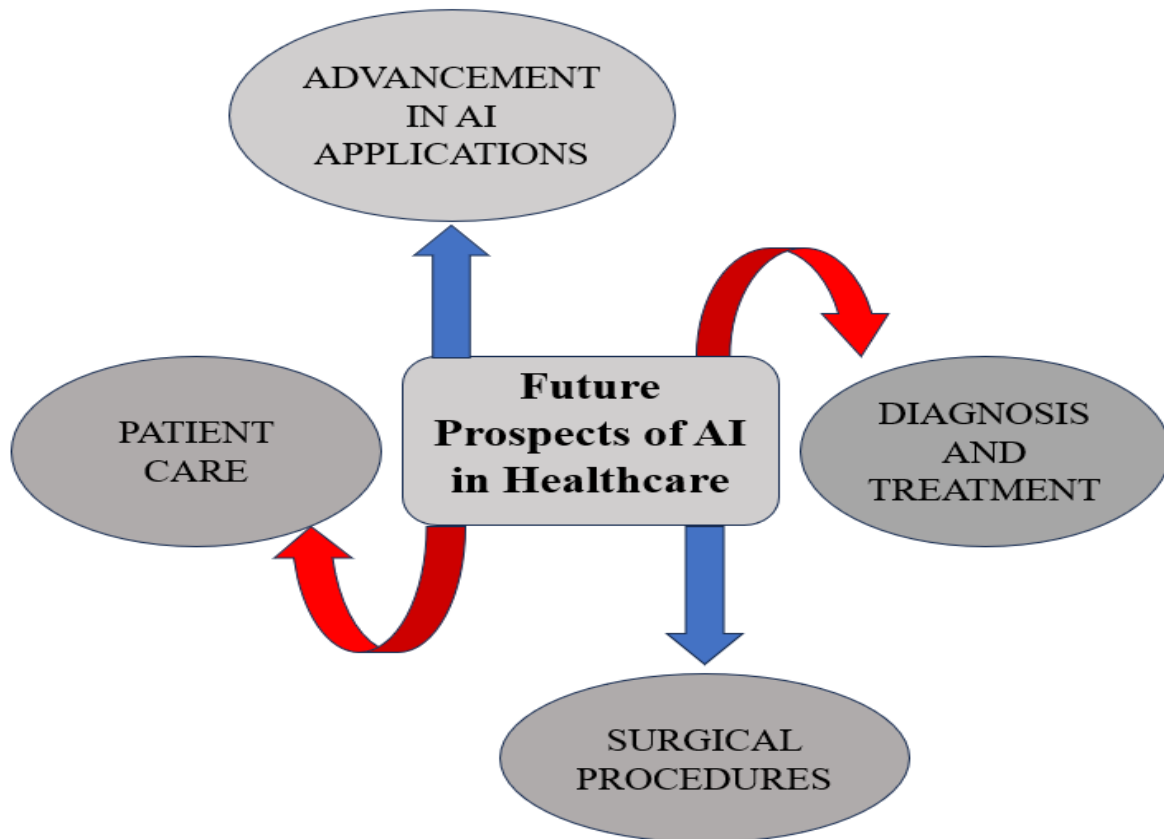 ADVANCEMENT
IN AI
APPLICATIONS
PATIENT
CARE
Future
Prospects of AI
in Healthcare
DIAGNOSIS
AND
TREATMENT
SURGICAL
PROCEDURES